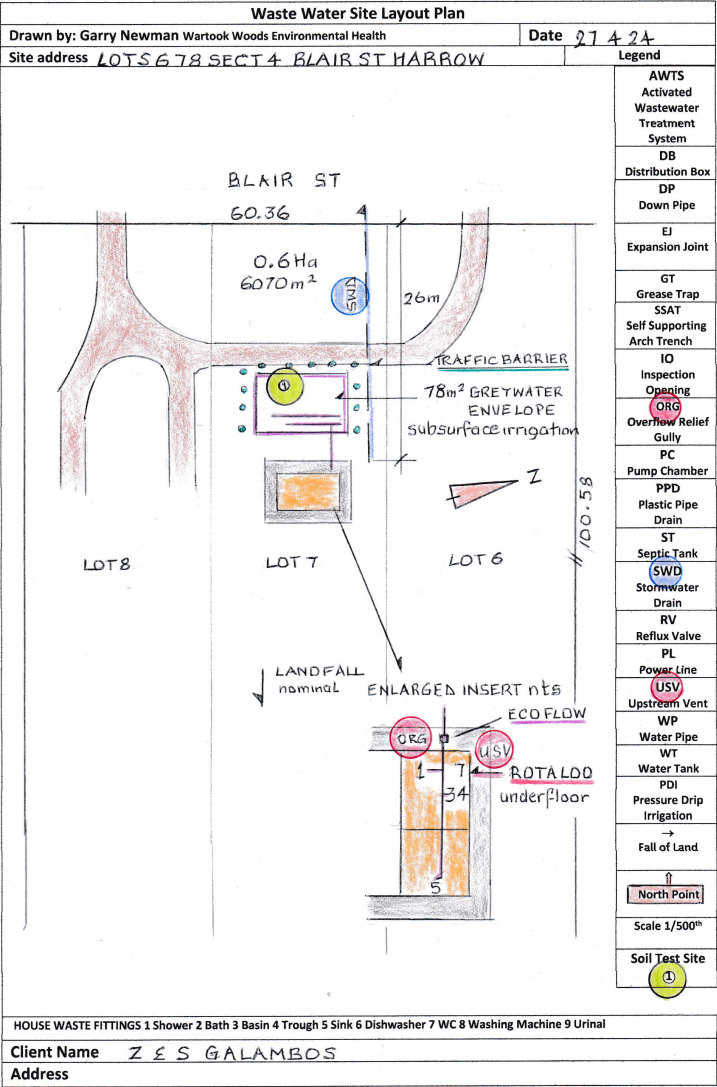 Waste Water Site Layout Plan
Drawn by: Garry Newman Wartook Woods Environmental Health
Date 27 4 24
Site address LOTS 6 7 8 SECT 4 BLAIR ST HARROW
Legend
AWTS
Activated
Wastewater
Treatment
System
DB
Distribution Box
DP
Down Pipe
EJ
Expansion Joint
GT
Grease Trap
SSAT
Self Supporting
Arch Trench
IO
Inspection
Opening
ORG
Overflow Relief
Gully
PC
Pump Chamber
PPD
Plastic Pipe
Drain
ST
Septic Tank
SWD
Stormwater
Drain
RV
Reflux Valve
PL
Power Line
USV
Upstream Vent
WP
Water Pipe
WT
Water Tank
PDI
Pressure Drip
Irrigation
→
Fall of Land
⇧
North Point
Scale 1/500th
Soil Test Site
①
BLAIR ST
60.36
0.6Ha
6070m²
SWD
26m
TRAFFIC BARRIER
①
78m² GREYWATER
ENVELOPE
subsurface irrigation
Z
100.58
LOT 8
LOT 7
LOT 6
LANDFALL
nominal
ENLARGED INSERT nts
ECOFLOW
ORG
USV
1 7
ROTALOO
34
underfloor
5
HOUSE WASTE FITTINGS 1 Shower 2 Bath 3 Basin 4 Trough 5 Sink 6 Dishwasher 7 WC 8 Washing Machine 9 Urinal
Client Name Z & S GALAMBOS
Address